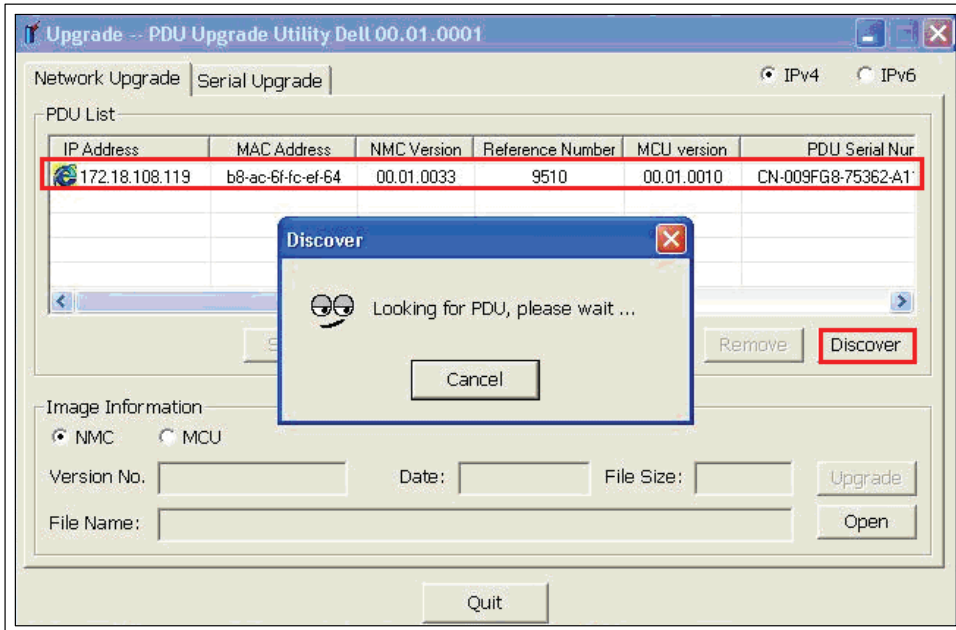 Upgrade -- PDU Upgrade Utility Dell 00.01.0001
Network Upgrade Serial Upgrade IPv4 IPv6
PDU List
IP Address MAC Address NMC Version Reference Number MCU version PDU Serial Nur
172.18.108.119 b8-ac-6f-fc-ef-64 00.01.0033 9510 00.01.0010 CN-009FG8-75362-A1
Discover
Looking for PDU, please wait ...
Cancel
Remove Discover
Image Information
NMC MCU
Version No. Date: File Size: Upgrade
File Name: Open
Quit